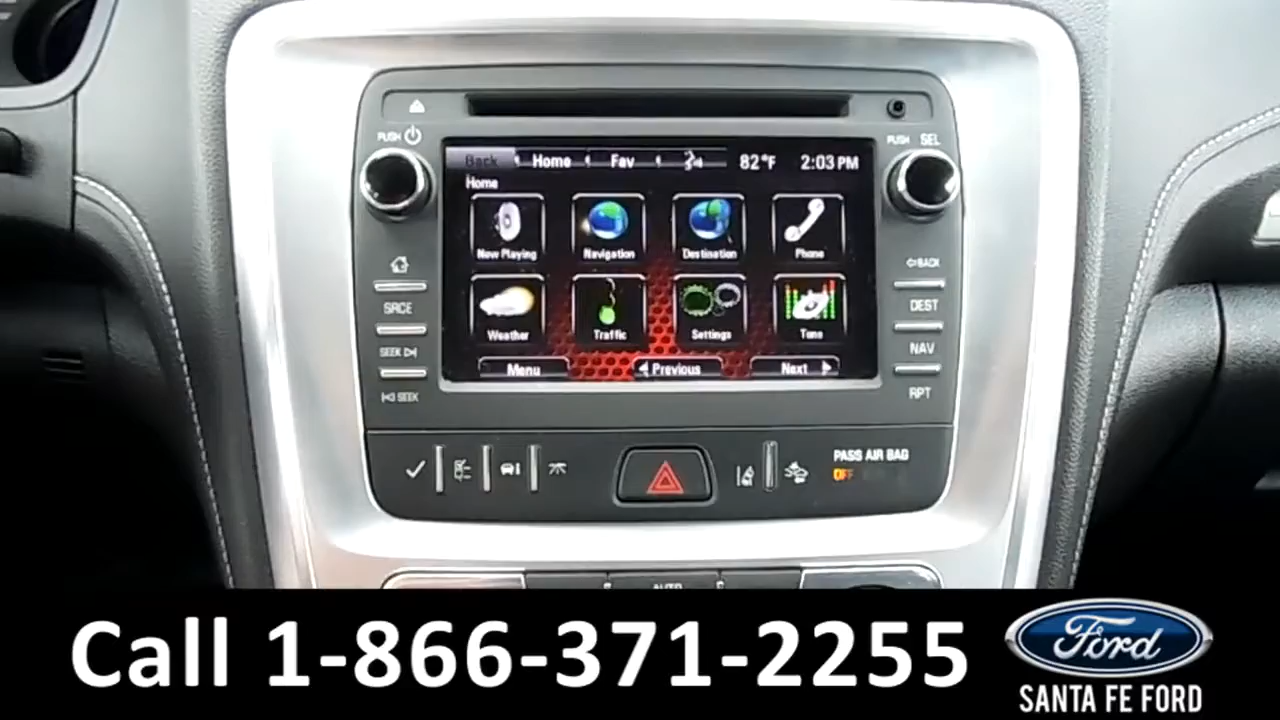 PUSH
PUSH SEL
Back Home Fav 82°F 2:03 PM
Home
Now Playing Navigation Destination Phone
Weather Traffic Settings Tone
Menu Previous Next
SRCE
SEEK
SEEK
BACK
DEST
NAV
RPT
PASS AIR BAG
OFF
AUTO
Call 1-866-371-2255
Ford
SANTA FE FORD